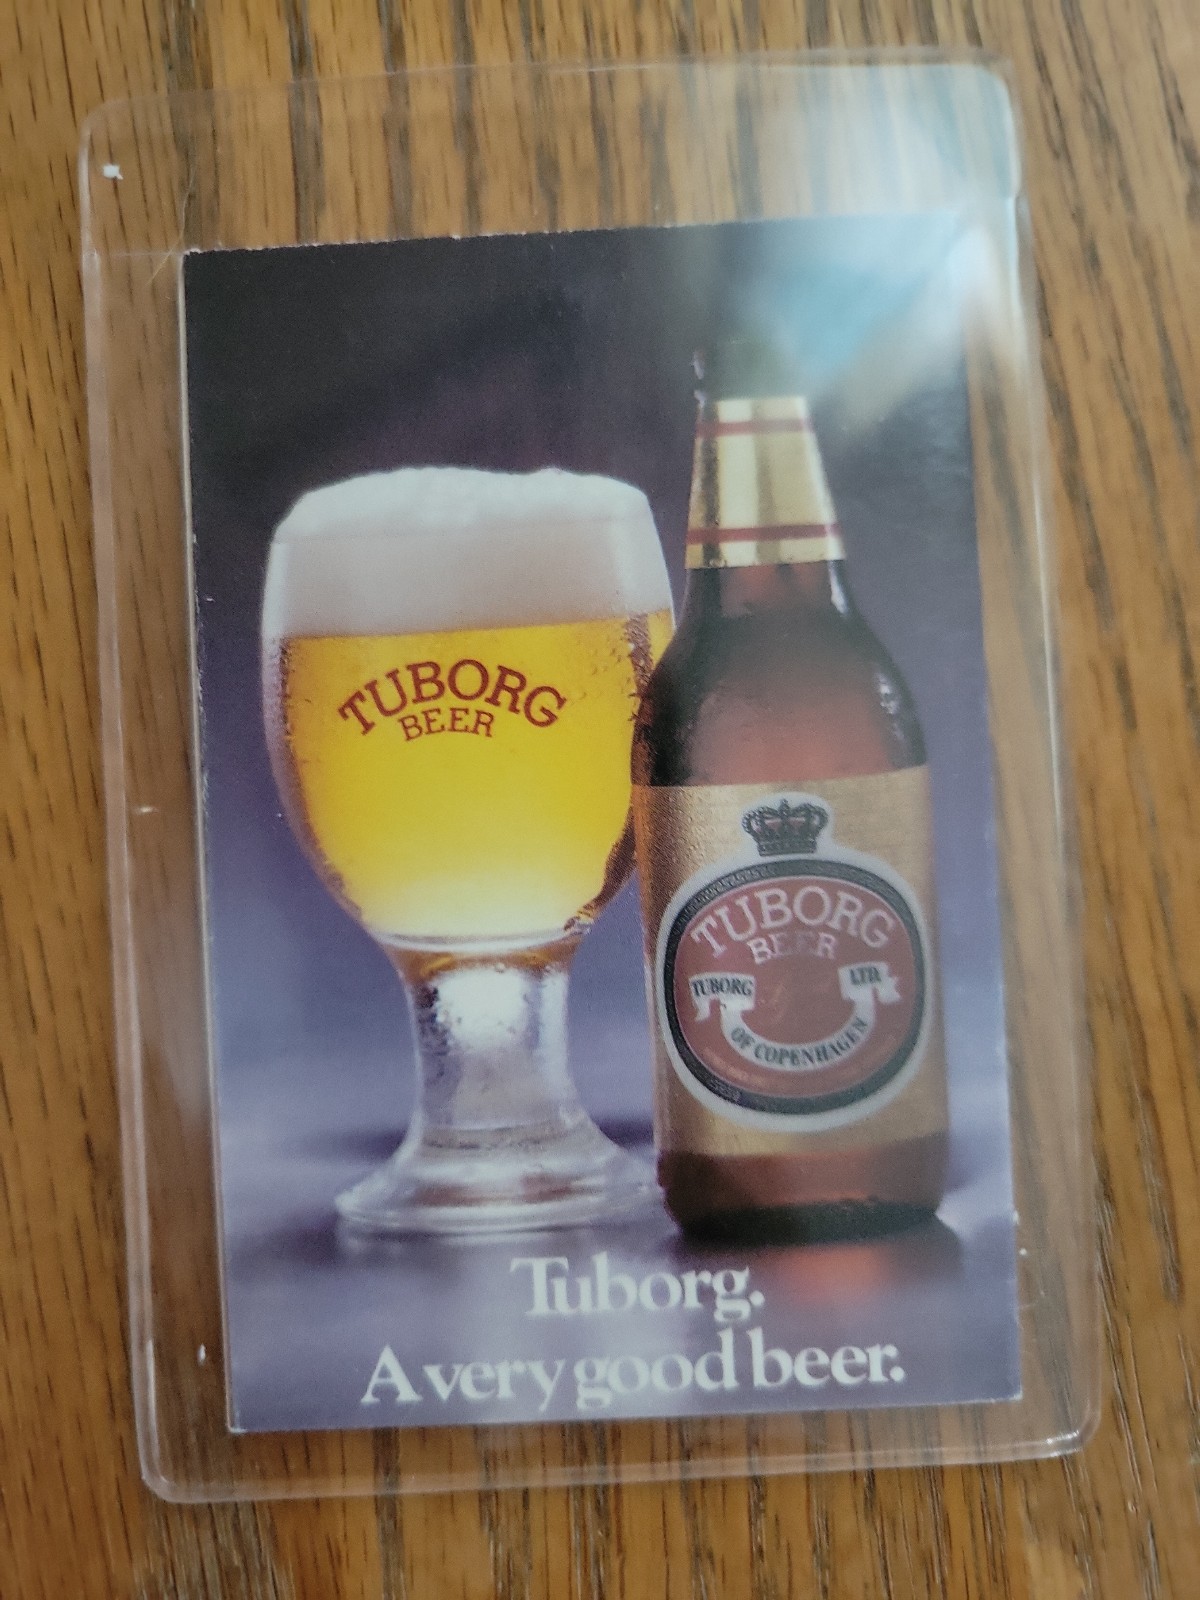 TUBORG
BEER
TUBORG
BEER
TUBORG LTD.
OF COPENHAGEN
Tuborg.
A very good beer.